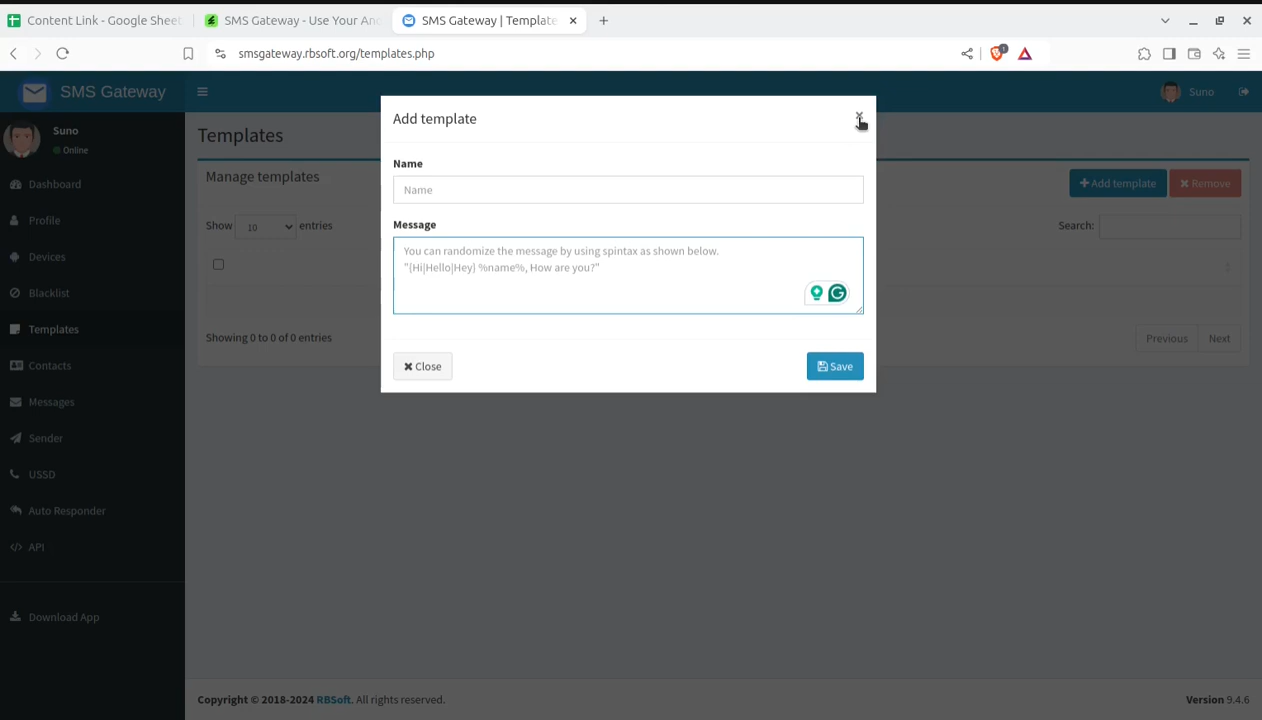 Content Link - Google Sheet
SMS Gateway - Use Your And
SMS Gateway | Template
smsgateway.rbsoft.org/templates.php
SMS Gateway
Suno
Suno
Online
Dashboard
Profile
Devices
Blacklist
Templates
Contacts
Messages
Sender
USSD
Auto Responder
API
Download App
Templates
Manage templates
Add template
Remove
Show 10 entries
Search:
Showing 0 to 0 of 0 entries
Previous
Next
Add template
Name
Name
Message
You can randomize the message by using spintax as shown below.
"{Hi|Hello|Hey} %name%, How are you?"
Close
Save
Copyright © 2018-2024 RBSoft. All rights reserved.
Version 9.4.6